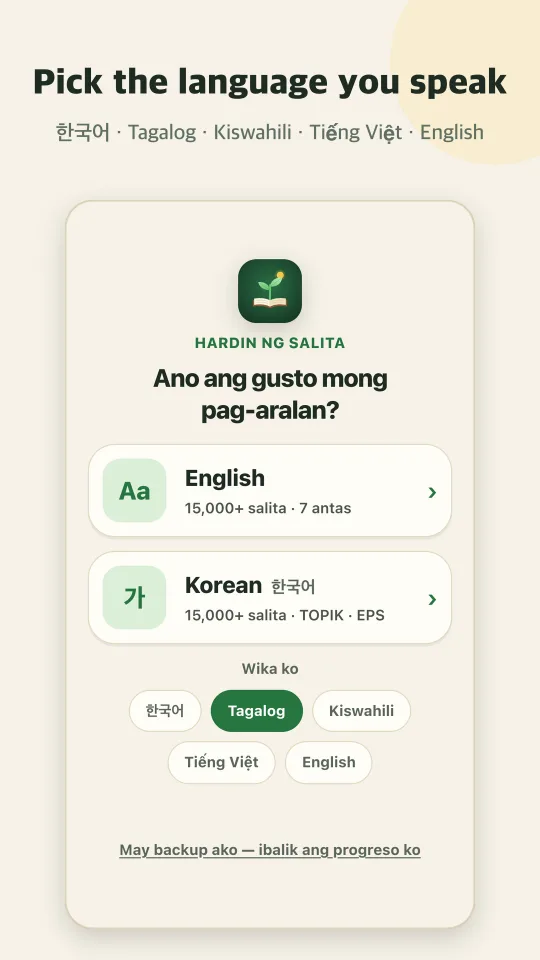 Pick the language you speak
한국어 · Tagalog · Kiswahili · Tiếng Việt · English
HARDIN NG SALITA
Ano ang gusto mong
pag-aralan?
Aa
English
15,000+ salita · 7 antas
›
가
Korean 한국어
15,000+ salita · TOPIK · EPS
›
Wika ko
한국어
Tagalog
Kiswahili
Tiếng Việt
English
May backup ako — ibalik ang progreso ko